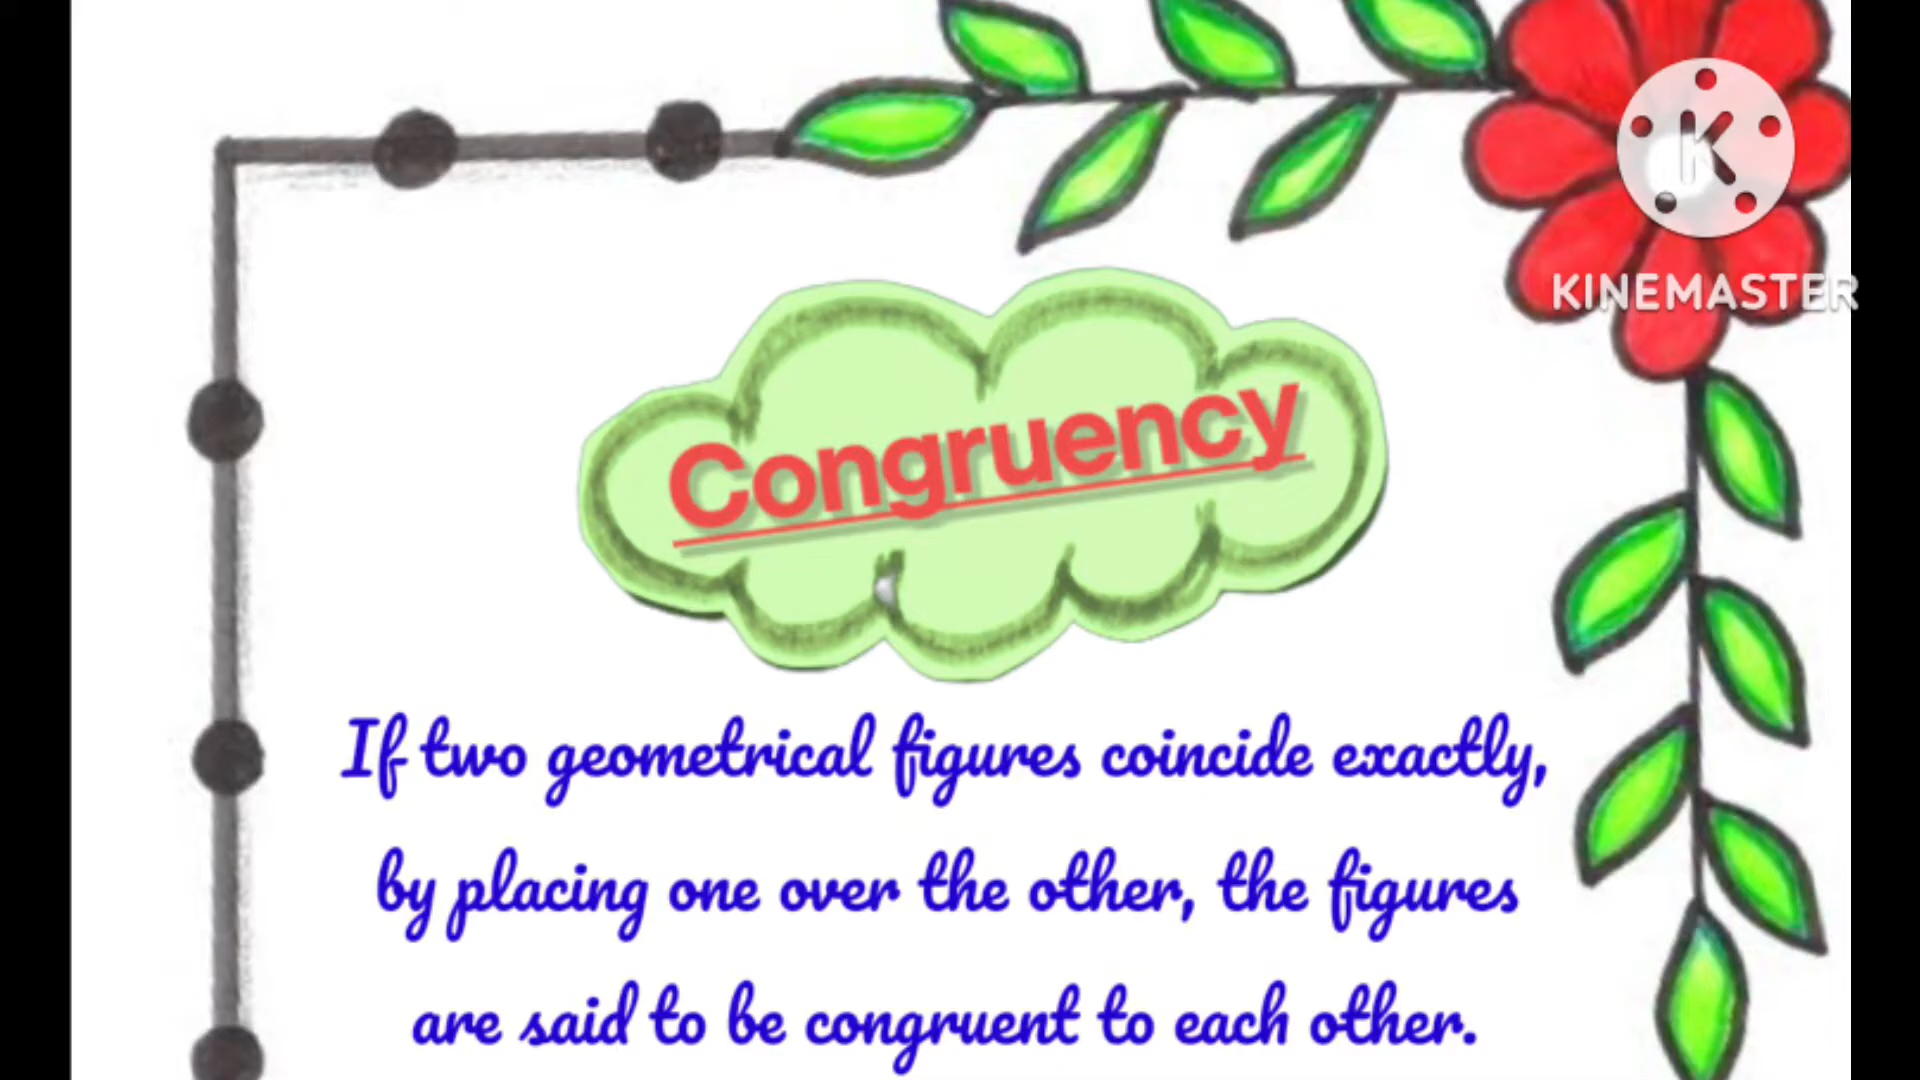 K
KINEMASTER
Congruency
If two geometrical figures coincide exactly,
by placing one over the other, the figures
are said to be congruent to each other.